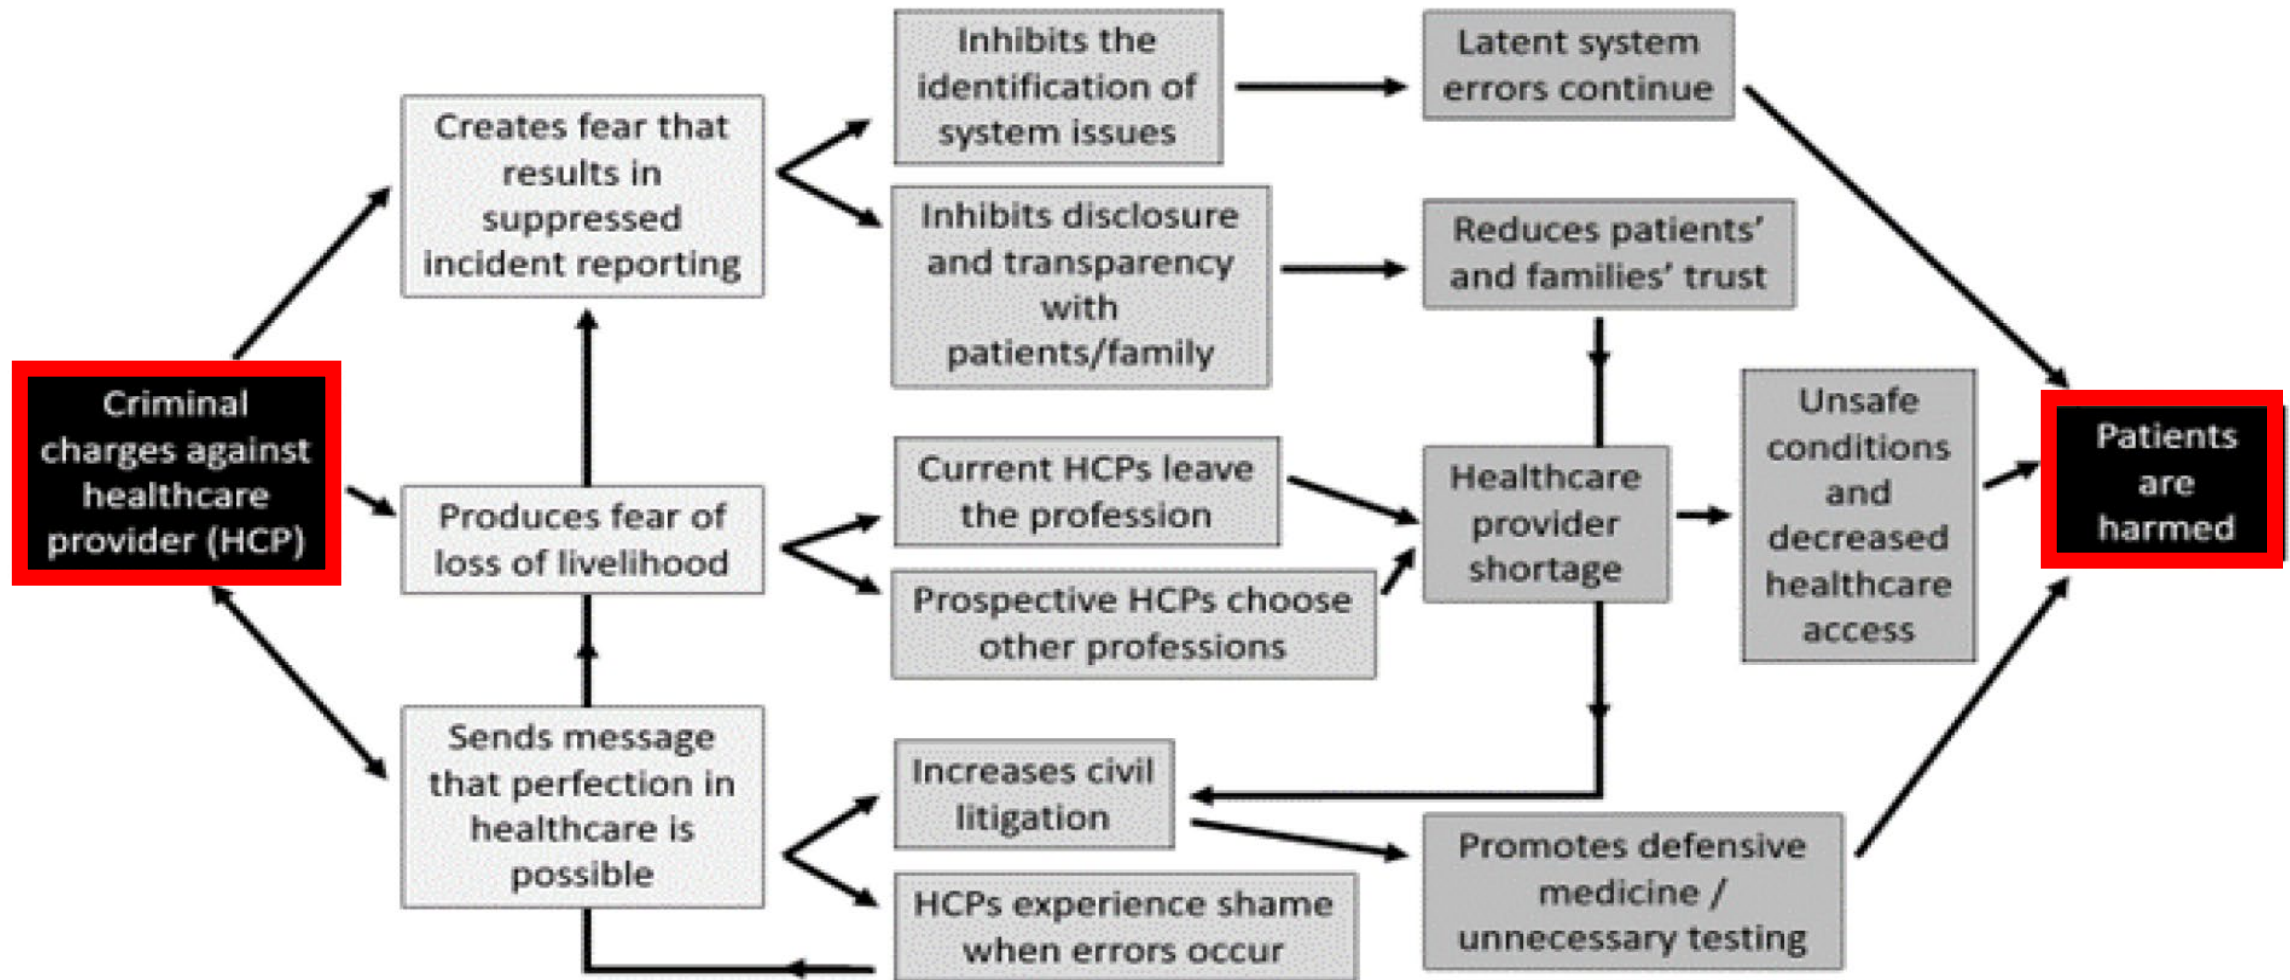 Criminal
charges against
healthcare
provider (HCP)
Creates fear that
results in
suppressed
incident reporting
Produces fear of
loss of livelihood
Sends message
that perfection in
healthcare is
possible
Inhibits the
identification of
system issues
Inhibits disclosure
and transparency
with
patients/family
Current HCPs leave
the profession
Prospective HCPs choose
other professions
Increases civil
litigation
HCPs experience shame
when errors occur
Latent system
errors continue
Reduces patients’
and families’ trust
Healthcare
provider
shortage
Promotes defensive
medicine /
unnecessary testing
Unsafe
conditions
and
decreased
healthcare
access
Patients
are
harmed